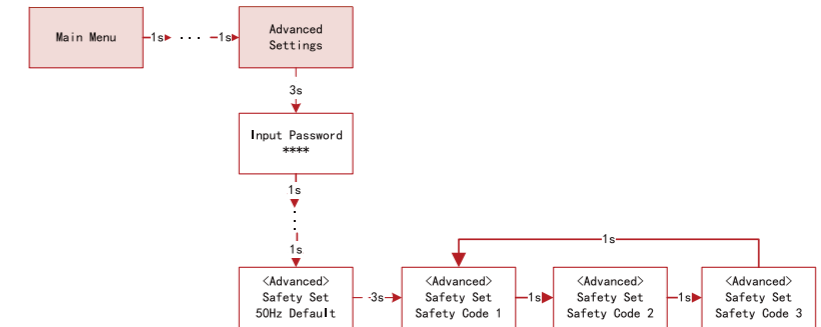 Main Menu
1s
...
1s
Advanced
Settings
3s
Input Password
****
1s
1s
1s
<Advanced>
Safety Set
50Hz Default
3s
<Advanced>
Safety Set
Safety Code 1
1s
<Advanced>
Safety Set
Safety Code 2
1s
<Advanced>
Safety Set
Safety Code 3